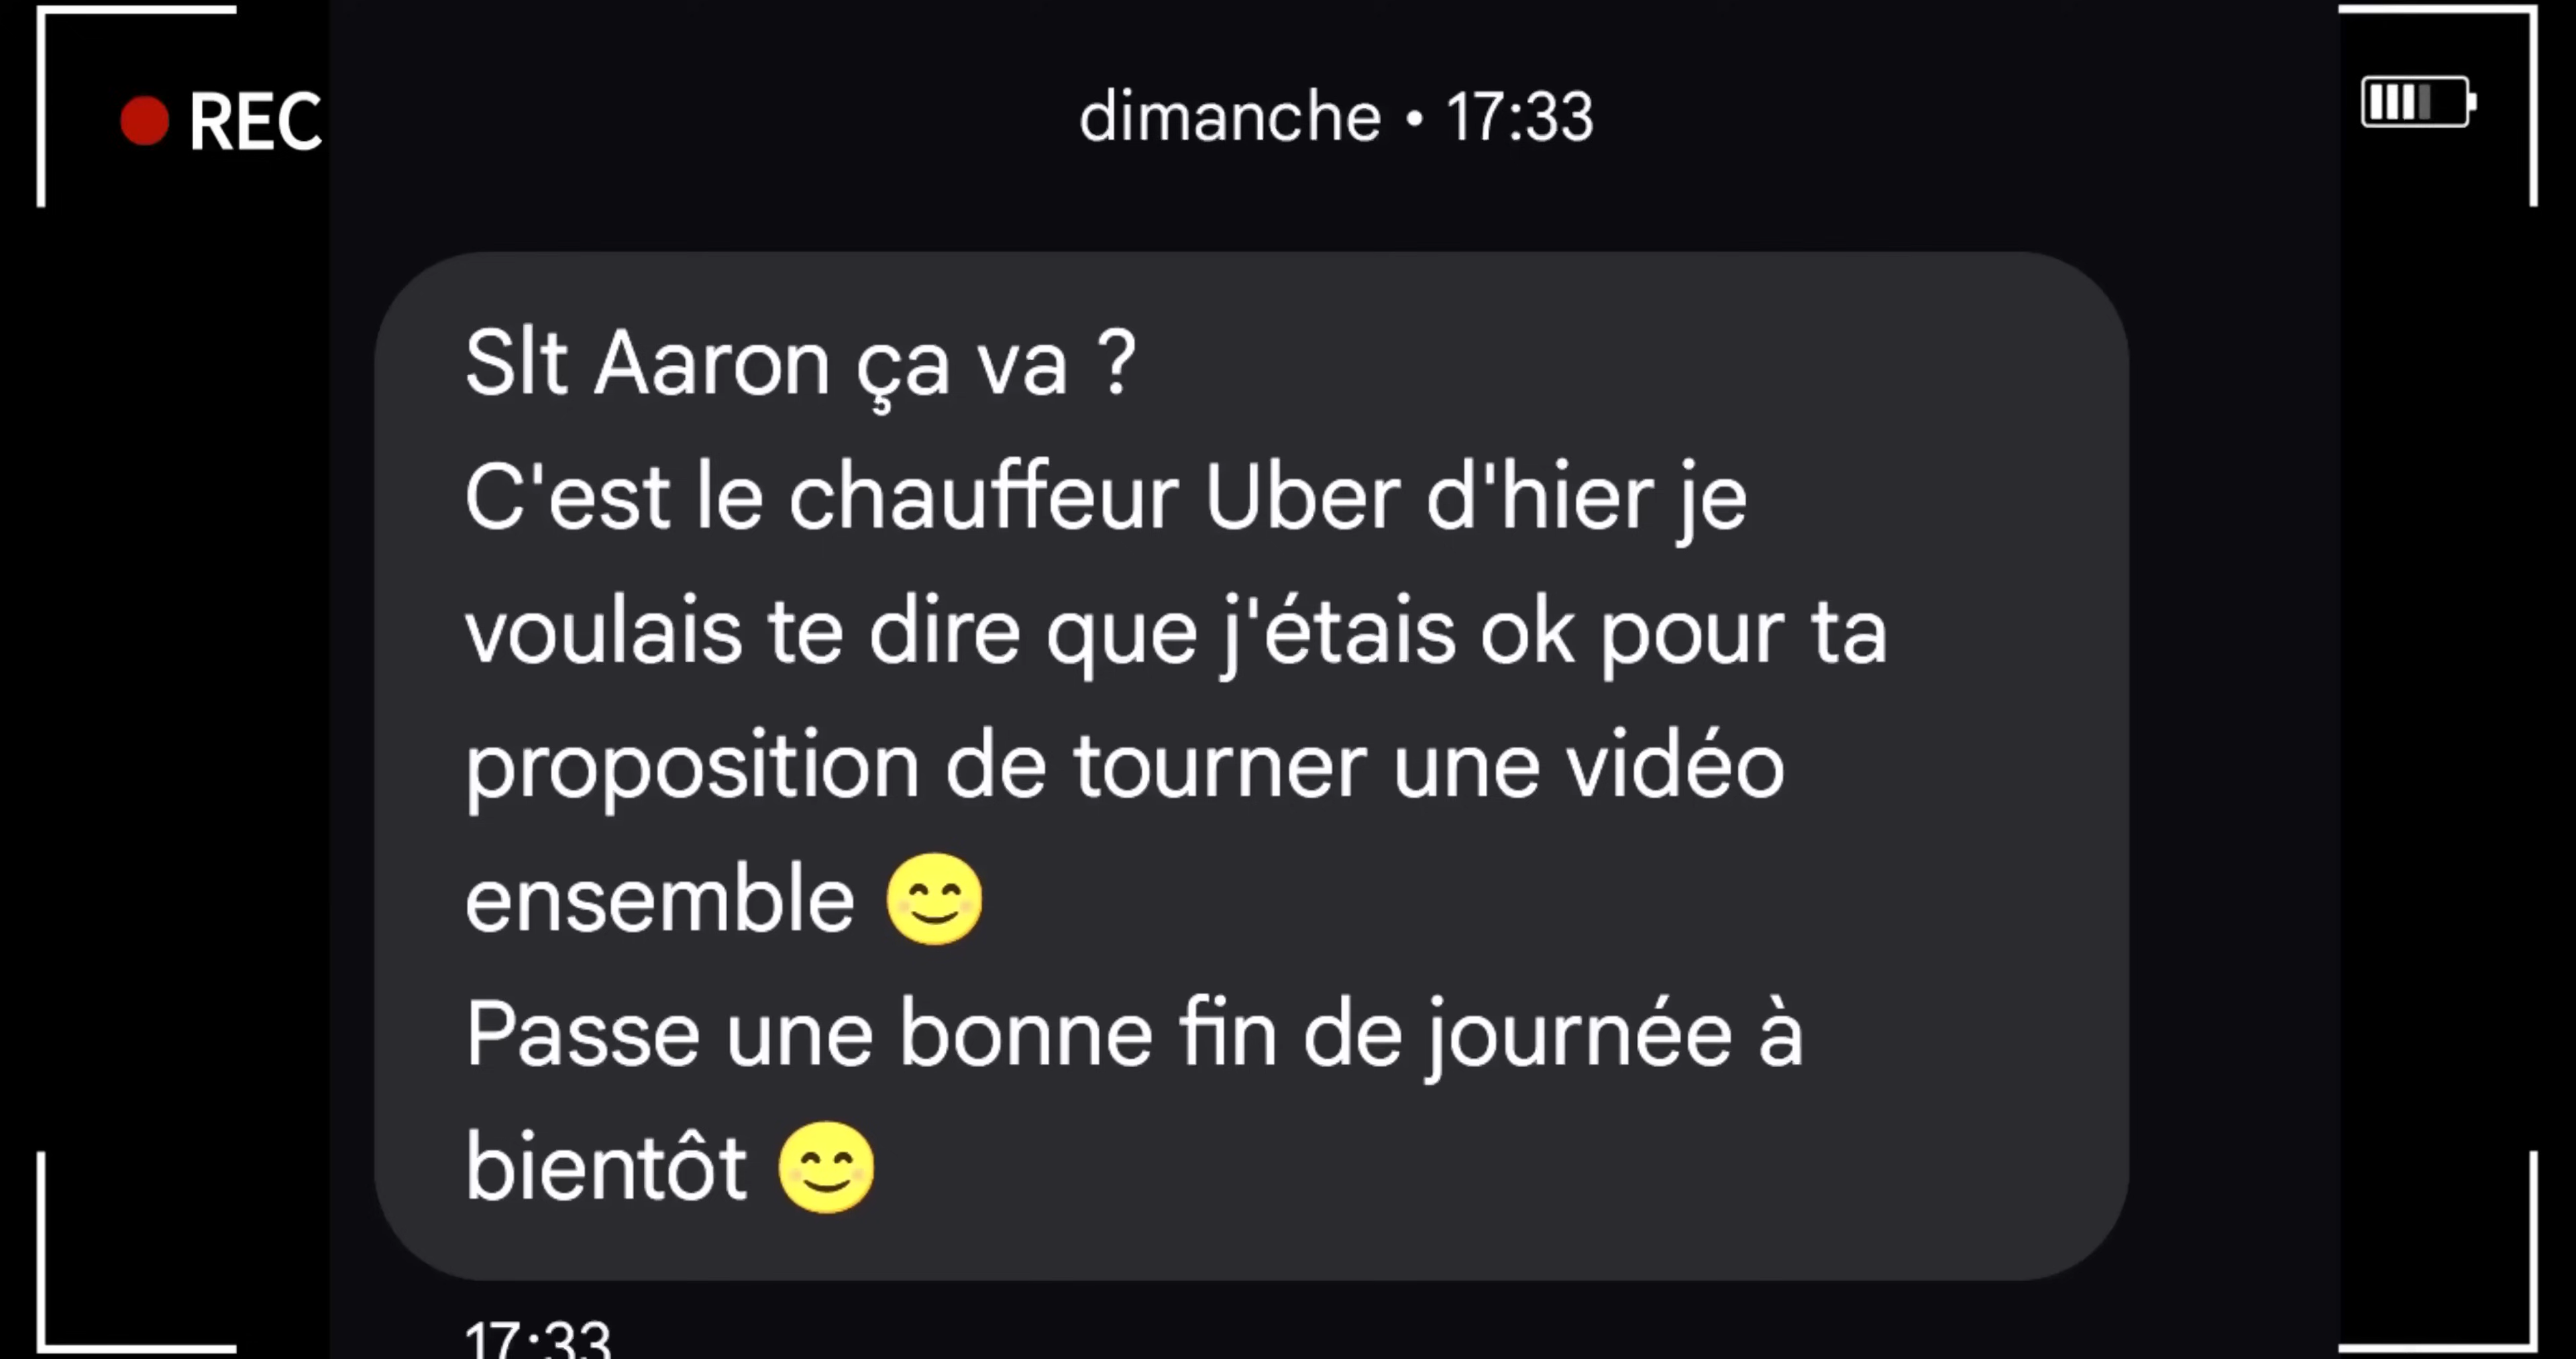 REC
dimanche • 17:33
Slt Aaron ça va ?
C'est le chauffeur Uber d'hier je
voulais te dire que j'étais ok pour ta
proposition de tourner une vidéo
ensemble 😊
Passe une bonne fin de journée à
bientôt 😊
17:33